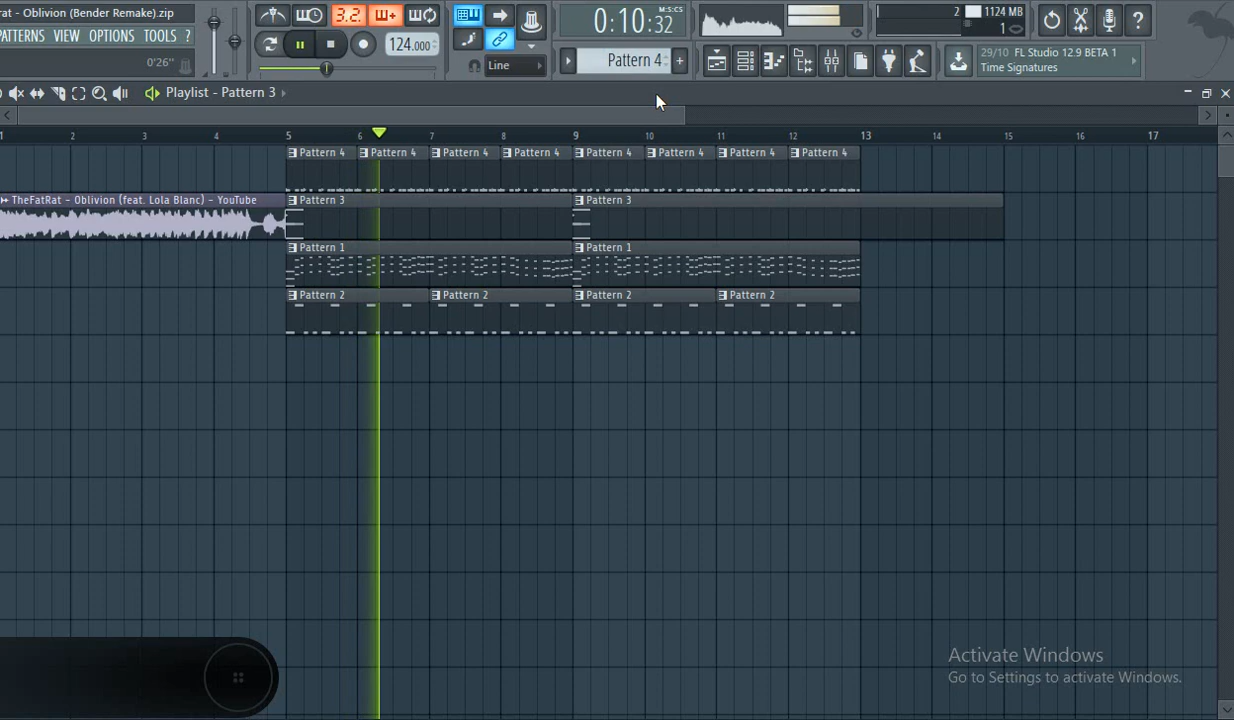 rat - Oblivion (Bender Remake).zip
PATTERNS VIEW OPTIONS TOOLS ?
0'26"
3.2.
124.000
Line
0:10:32
M:S:CS
Pattern 4
+
2
1124 MB
1
?
29/10 FL Studio 12.9 BETA 1
Time Signatures
Playlist - Pattern 3
1 2 3 4 5 6 7 8 9 10 11 12 13 14 15 16 17
Pattern 4 Pattern 4 Pattern 4 Pattern 4 Pattern 4 Pattern 4 Pattern 4 Pattern 4
TheFatRat - Oblivion (feat. Lola Blanc) - YouTube
Pattern 3 Pattern 3
Pattern 1 Pattern 1
Pattern 2 Pattern 2 Pattern 2 Pattern 2
Activate Windows
Go to Settings to activate Windows.